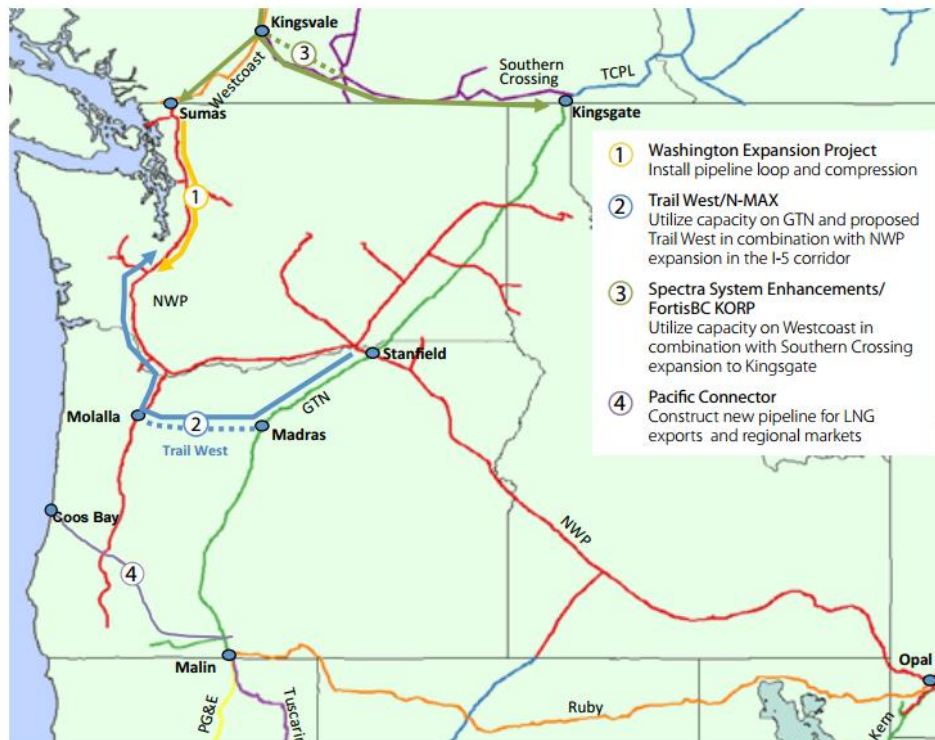 Kingsvale
3
Westcoast
Southern
Crossing
TCPL
Sumas
Kingsgate
1
NWP
Stanfield
GTN
Molalla
2
Madras
Trail West
Coos Bay
4
NWP
Malin
Opal
PG&E
Tuscarin
Ruby
Kern
1 Washington Expansion Project
Install pipeline loop and compression
2 Trail West/N-MAX
Utilize capacity on GTN and proposed
Trail West in combination with NWP
expansion in the I-5 corridor
3 Spectra System Enhancements/
FortisBC KORP
Utilize capacity on Westcoast in
combination with Southern Crossing
expansion to Kingsgate
4 Pacific Connector
Construct new pipeline for LNG
exports and regional markets